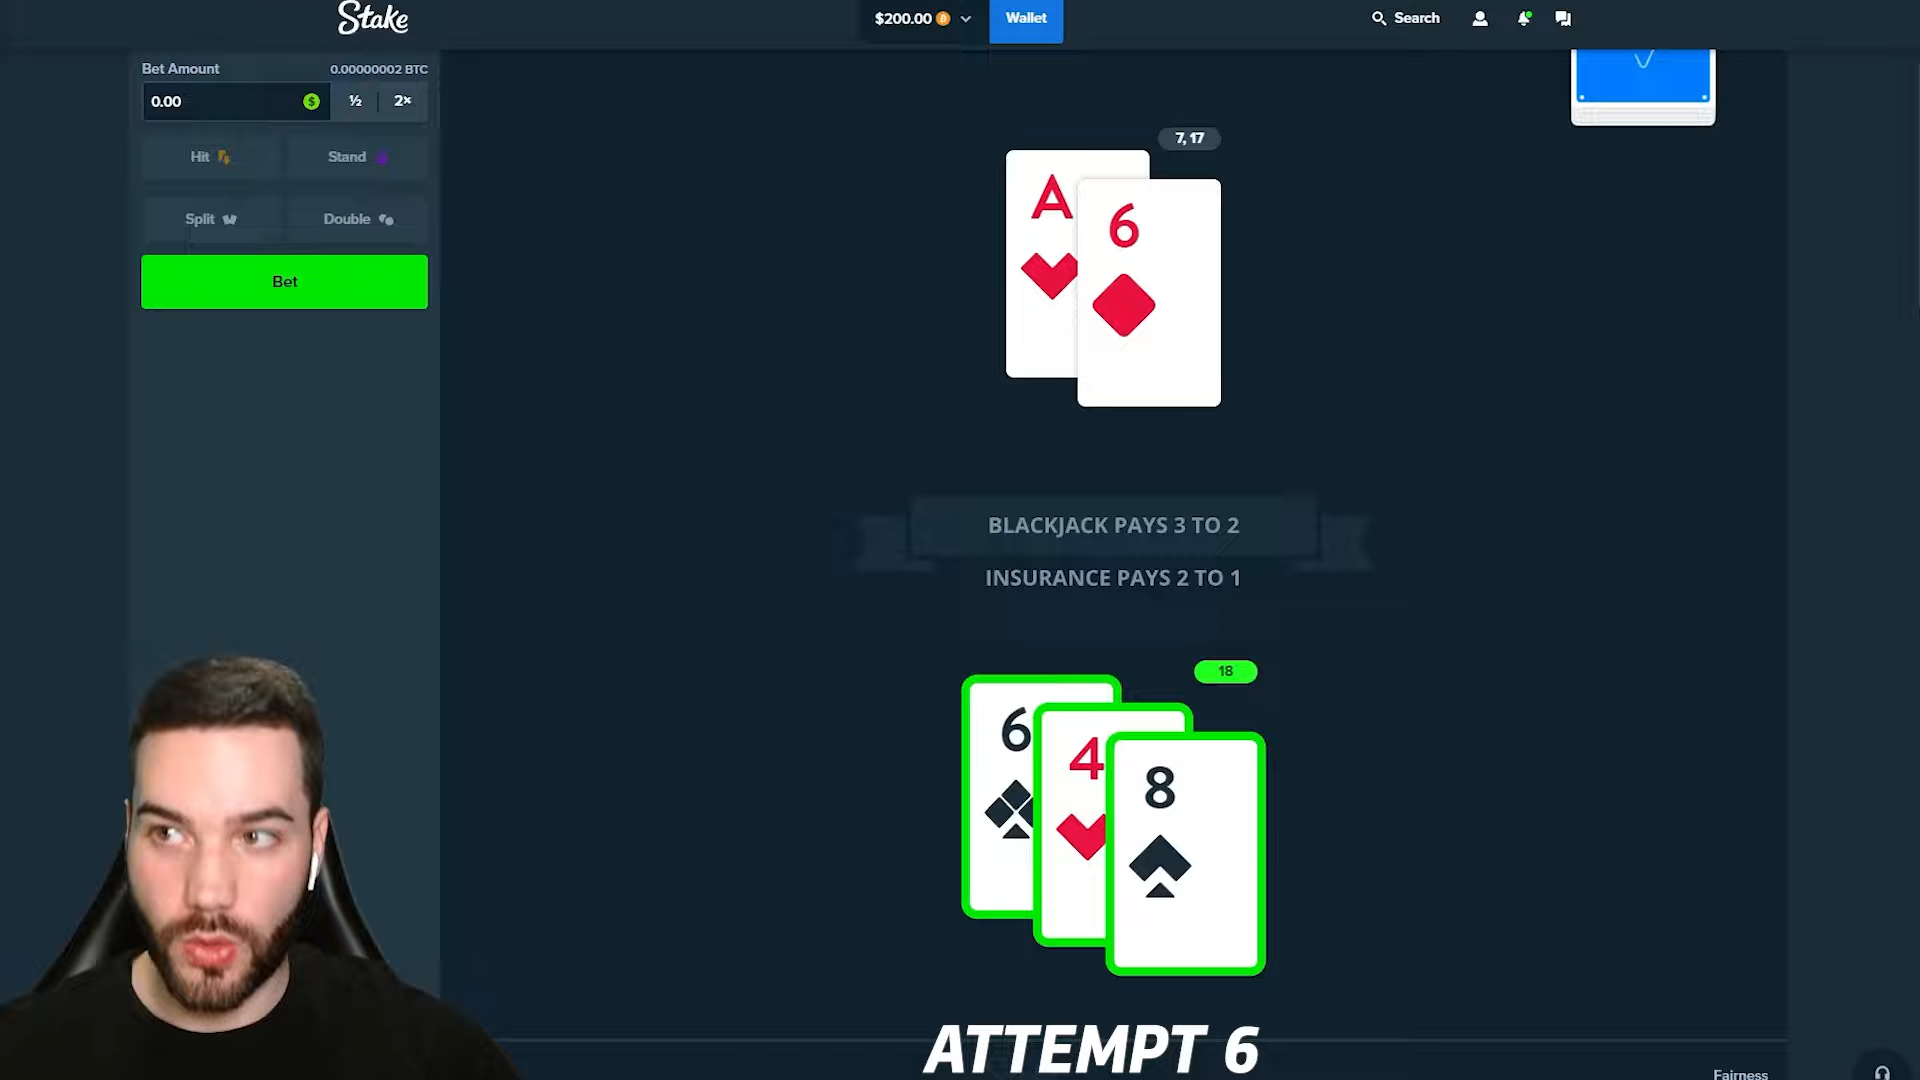 Stake
$200.00
Wallet
Search
Bet Amount
0.00000002 BTC
0.00
$
½
2×
Hit
Stand
Split
Double
Bet
7, 17
A
6
BLACKJACK PAYS 3 TO 2
INSURANCE PAYS 2 TO 1
18
6
4
8
ATTEMPT 6
Fairness